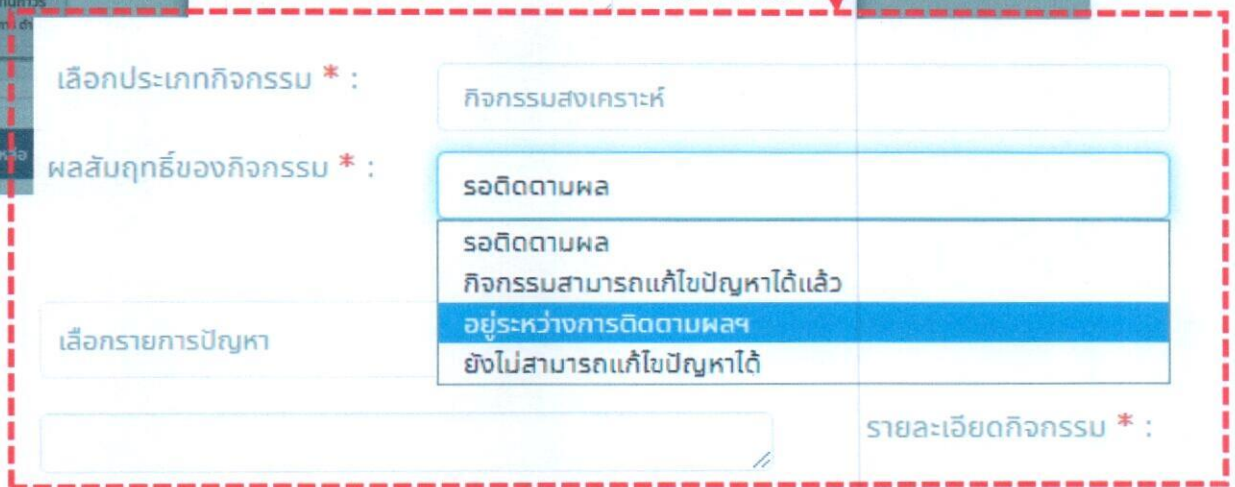 เลือกประเภทกิจกรรม * :
กิจกรรมสงเคราะห์
ผลสัมฤทธิ์ของกิจกรรม * :
รอติดตามผล
รอติดตามผล
กิจกรรมสามารถแก้ไขปัญหาได้แล้ว
อยู่ระหว่างการติดตามผลฯ
ยังไม่สามารถแก้ไขปัญหาได้
เลือกรายการปัญหา
รายละเอียดกิจกรรม * :